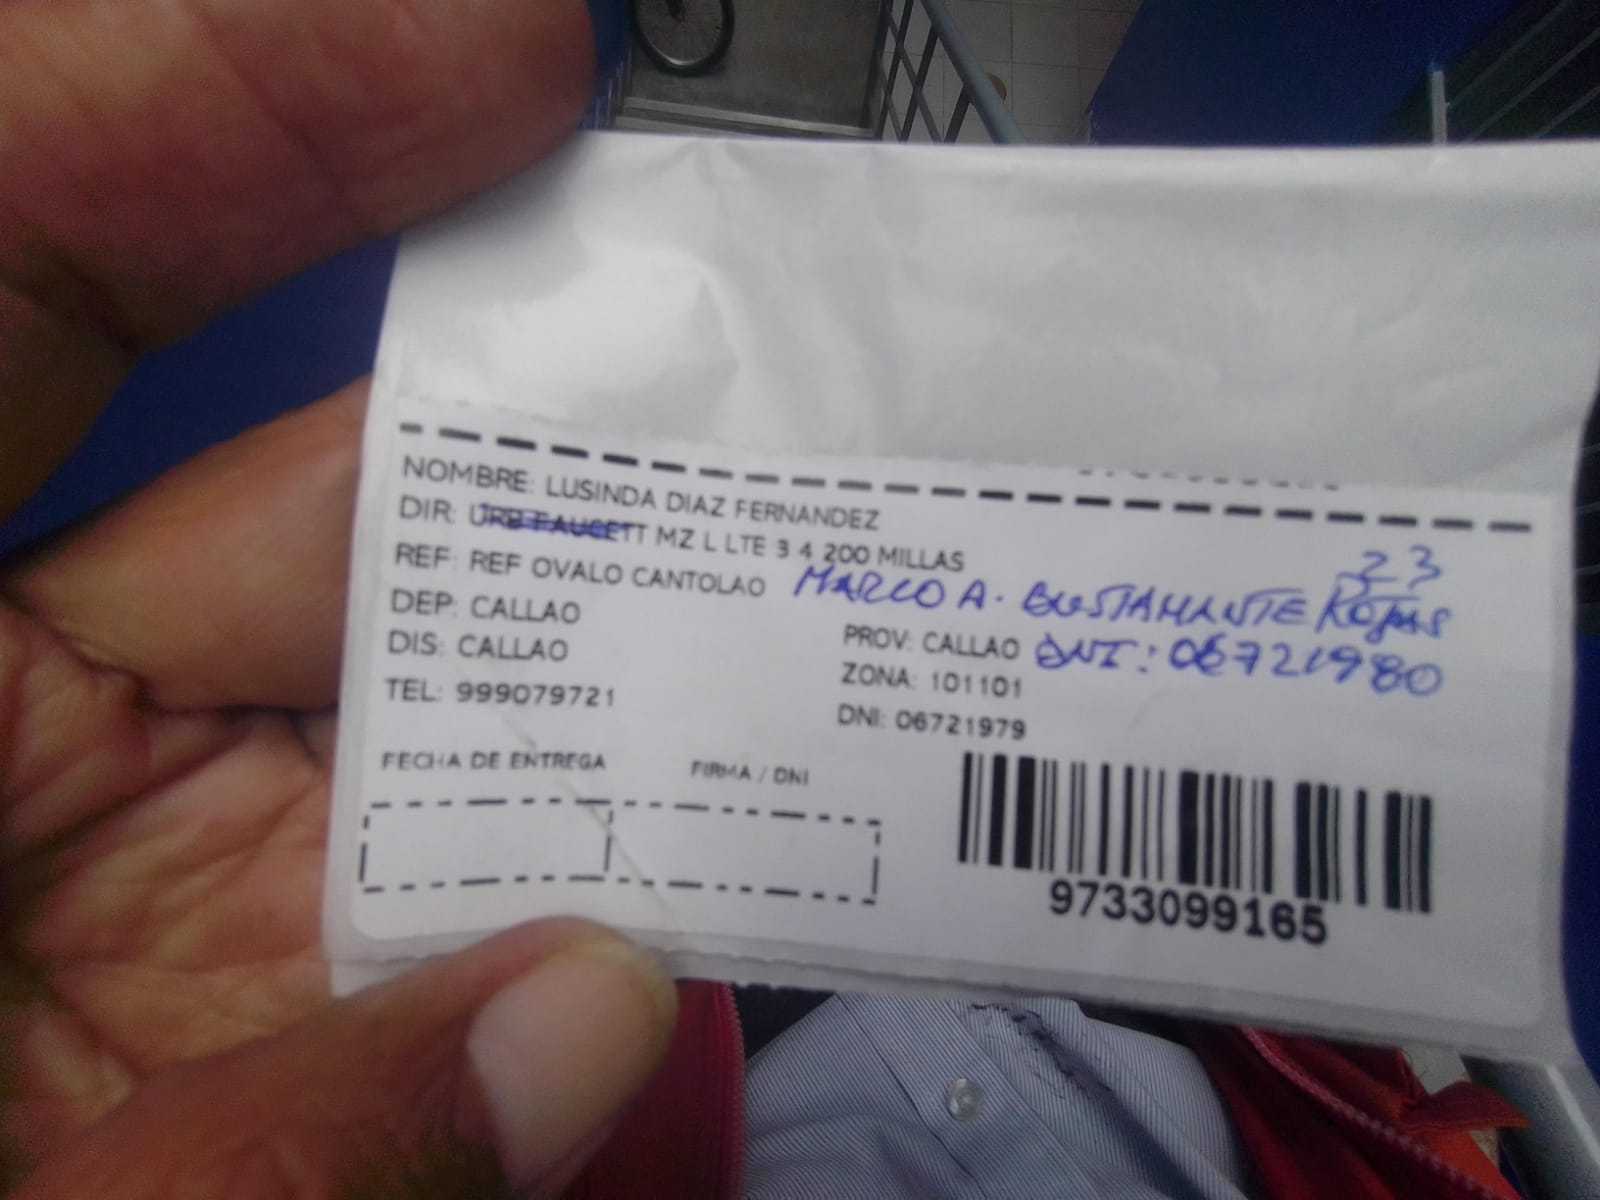 NOMBRE: LUSINDA DIAZ FERNANDEZ
DIR: URB FAUCETT MZ L LTE 3 4 200 MILLAS
23
REF: REF OVALO CANTOLAO MARCO A. BUSTAMANTE ROJAS
DEP: CALLAO
PROV: CALLAO DNI: 06721980
DIS: CALLAO
ZONA: 101101
TEL: 999079721
DNI: 06721979
FECHA DE ENTREGA
FIRMA / DNI
9733099165